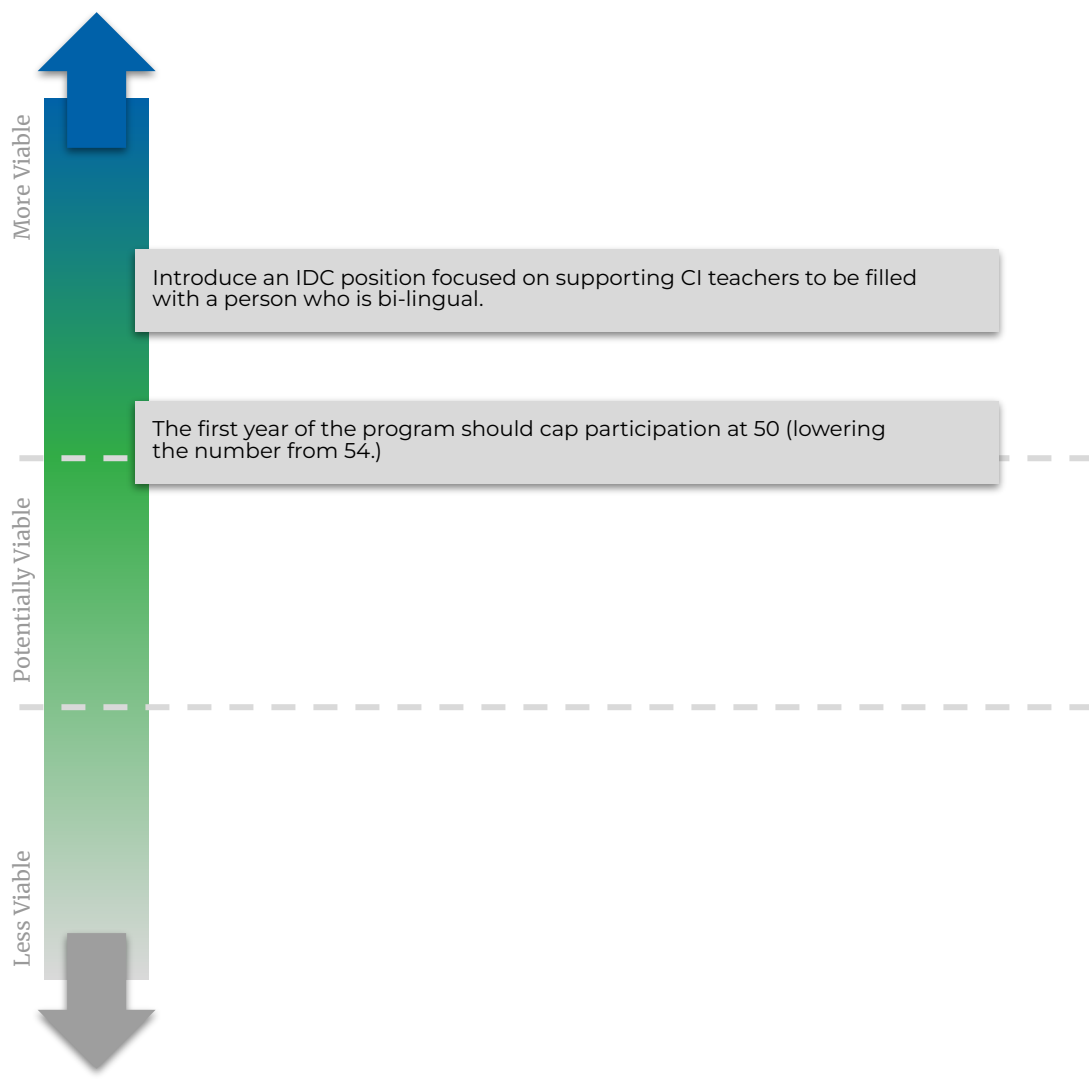 More Viable
Introduce an IDC position focused on supporting CI teachers to be filled
with a person who is bi-lingual.
The first year of the program should cap participation at 50 (lowering
the number from 54.)
Potentially Viable
Less Viable